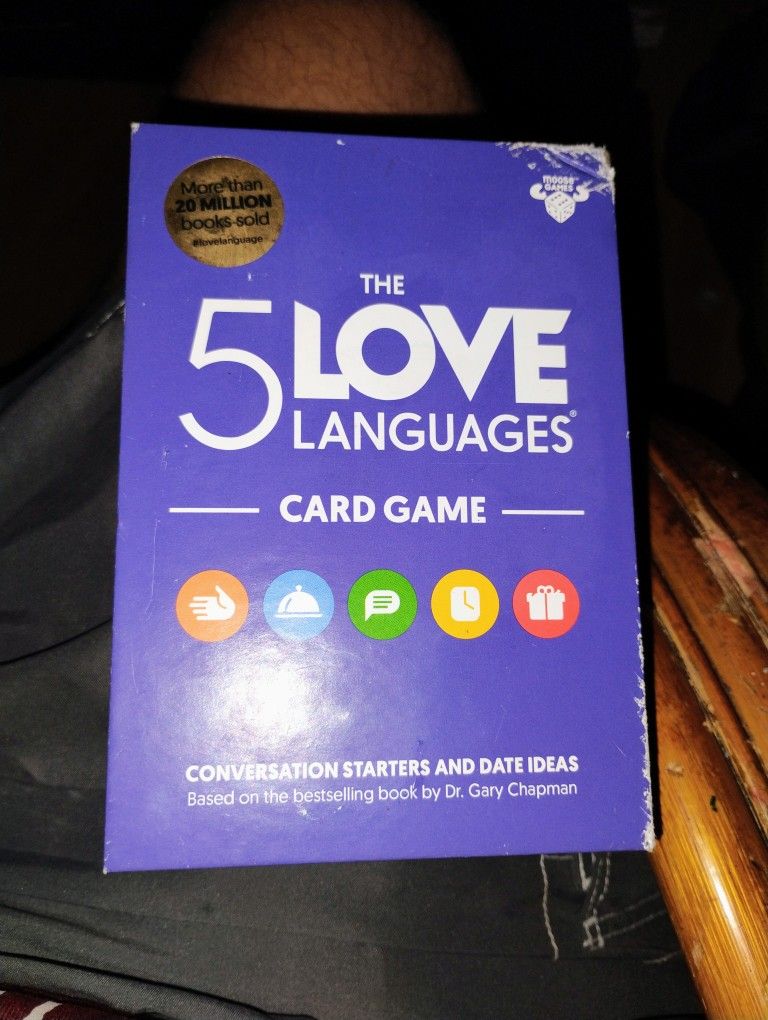 More than
20 MILLION
books sold
#lovelanguage
moose
GAMES
THE
5 LOVE
LANGUAGES®
CARD GAME
CONVERSATION STARTERS AND DATE IDEAS
Based on the bestselling book by Dr. Gary Chapman